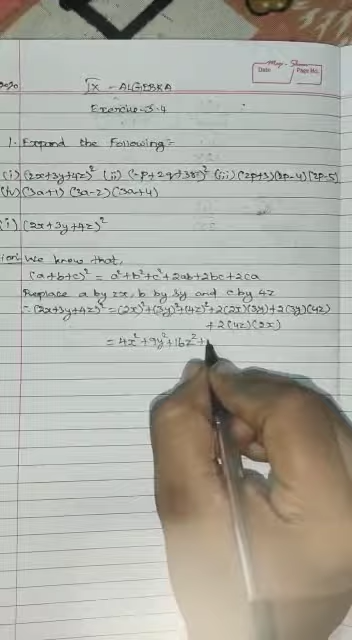 IX - ALGEBRA
Date
Page No.
Exercise-3.4
1. Expand the Following:-
(i) (2x+3y+4z)² (ii) (-p+2q+3r)² (iii) (2p+3)(2p-4)(2p-5)
(iv) (3a+1) (3a-2) (3a+4)
(i) (2x+3y+4z)²
We know that,
(a+b+c)² = a²+b²+c²+2ab+2bc+2ca
Replace a by 2x, b by 3y and c by 4z
∴ (2x+3y+4z)² = (2x)²+(3y)²+(4z)²+2(2x)(3y)+2(3y)(4z)
+2(4z)(2x)
= 4x²+9y²+16z²+